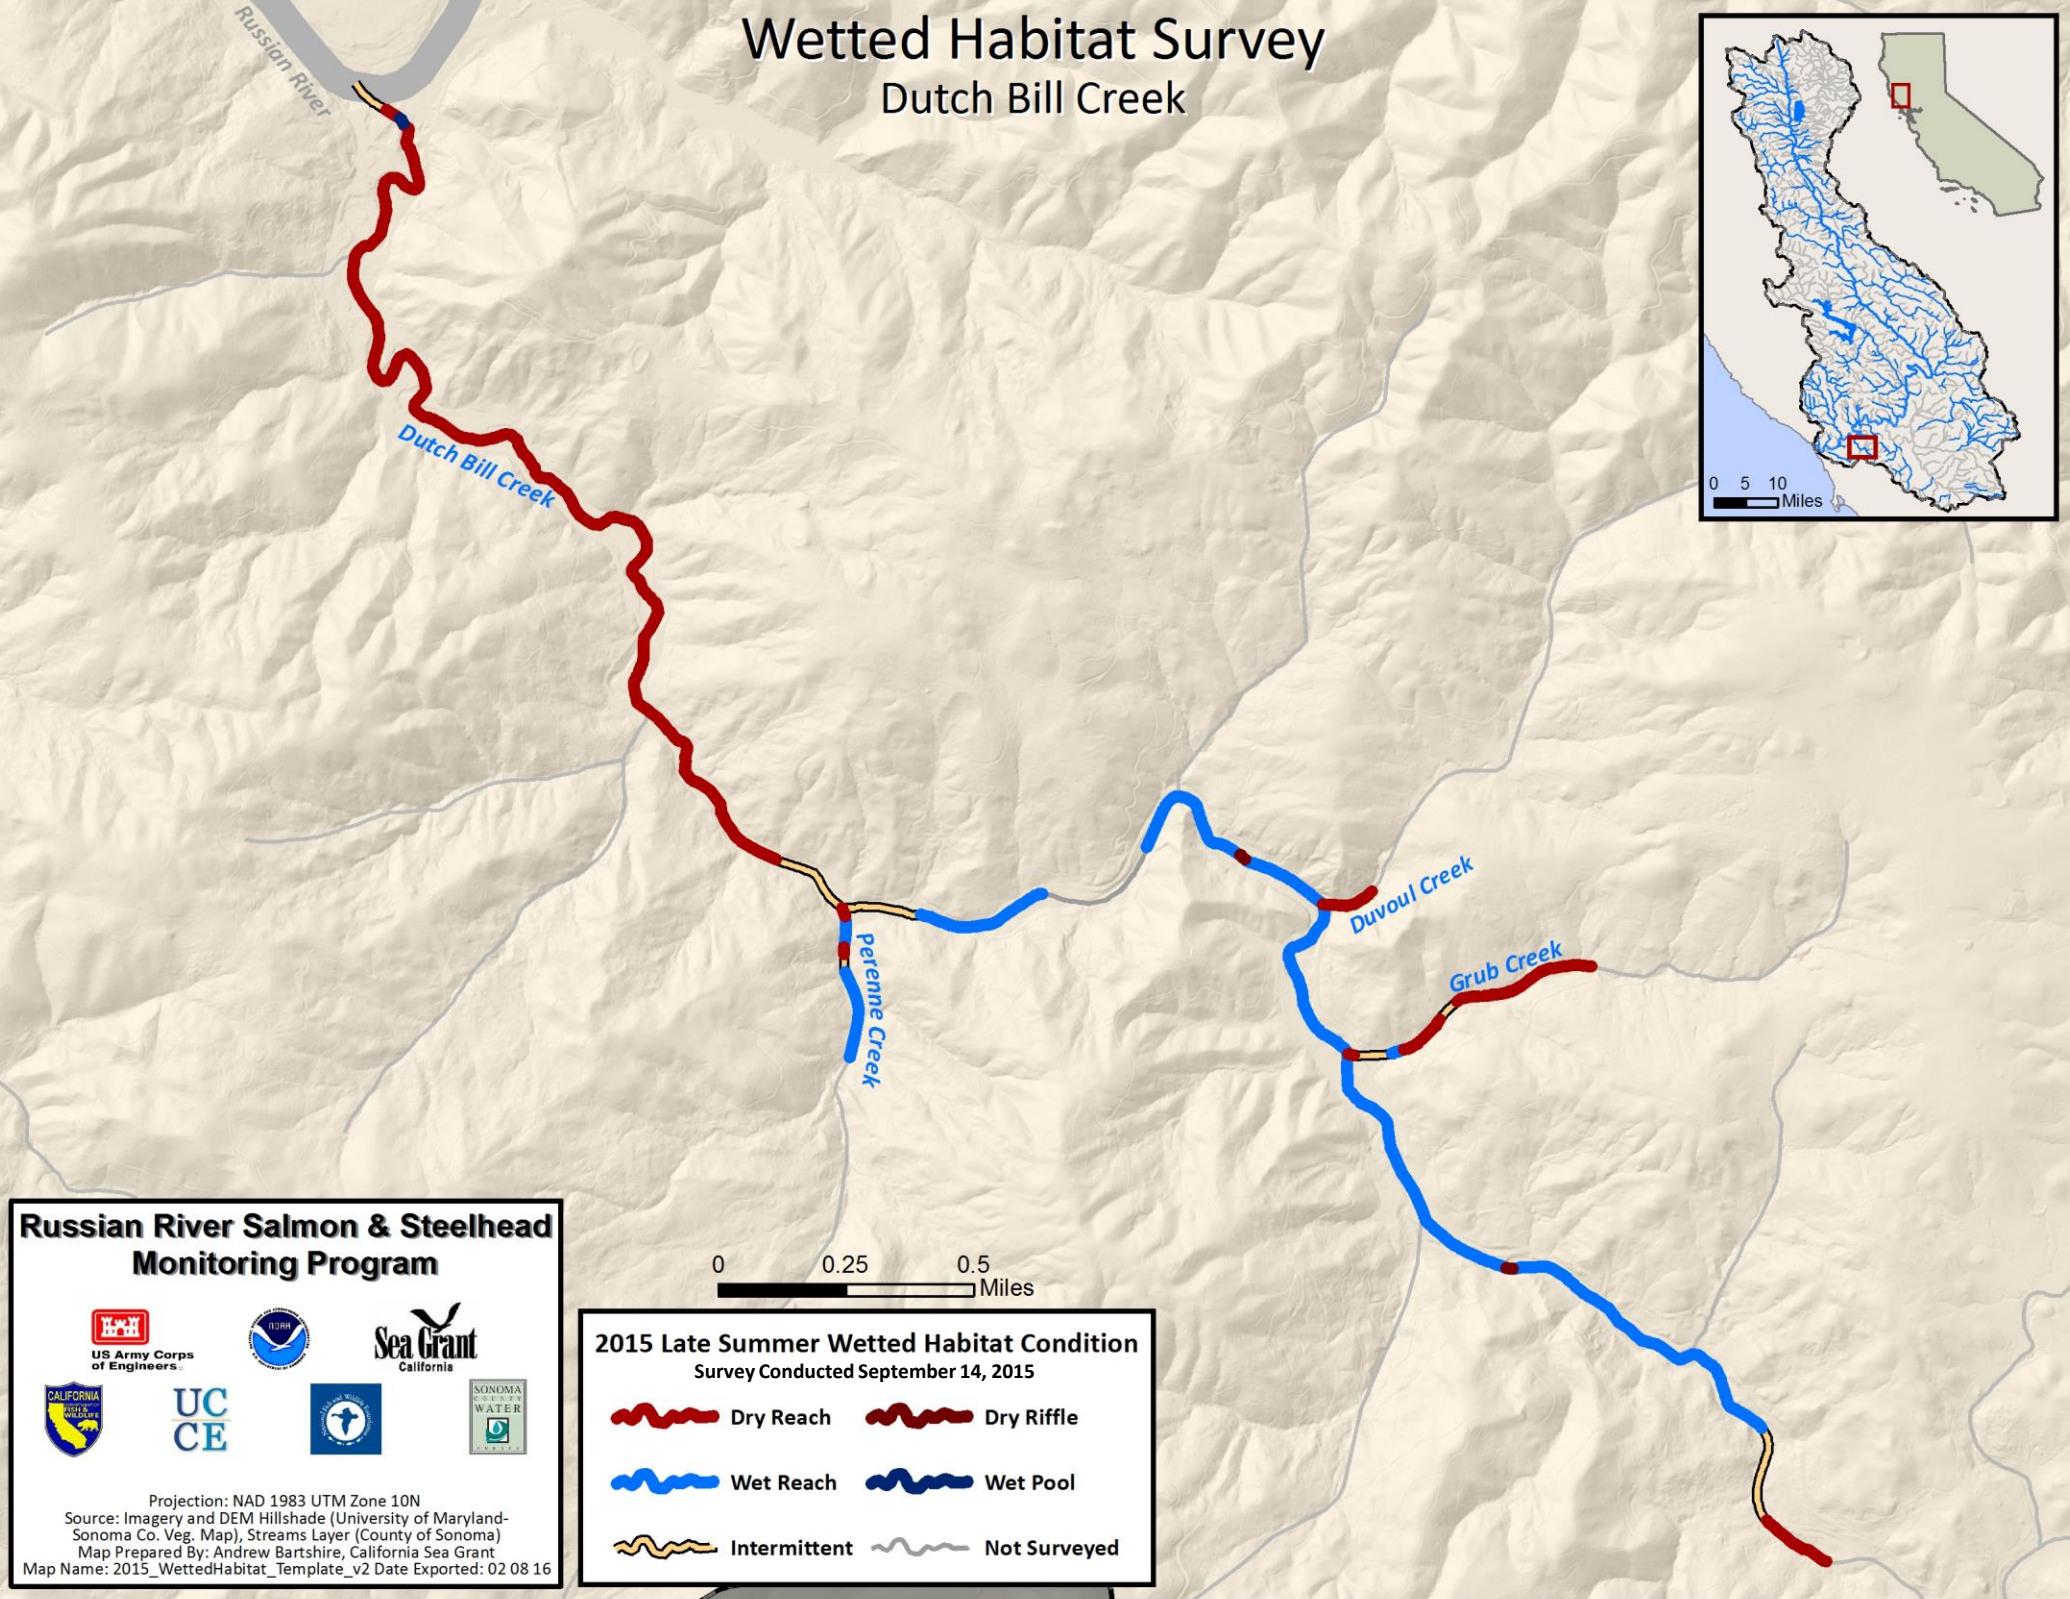 Wetted Habitat Survey
Dutch Bill Creek
Russian River
Dutch Bill Creek
Perenne Creek
Duvoul Creek
Grub Creek
0 5 10
Miles
Russian River Salmon & Steelhead
Monitoring Program
US Army Corps
of Engineers
NOAA
Sea Grant
California
CALIFORNIA
FISH &
WILDLIFE
UC
CE
SONOMA
COUNTY
WATER
AGENCY
Projection: NAD 1983 UTM Zone 10N
Source: Imagery and DEM Hillshade (University of Maryland-
Sonoma Co. Veg. Map), Streams Layer (County of Sonoma)
Map Prepared By: Andrew Bartshire, California Sea Grant
Map Name: 2015_WettedHabitat_Template_v2 Date Exported: 02 08 16
0 0.25 0.5
Miles
2015 Late Summer Wetted Habitat Condition
Survey Conducted September 14, 2015
Dry Reach Dry Riffle
Wet Reach Wet Pool
Intermittent Not Surveyed